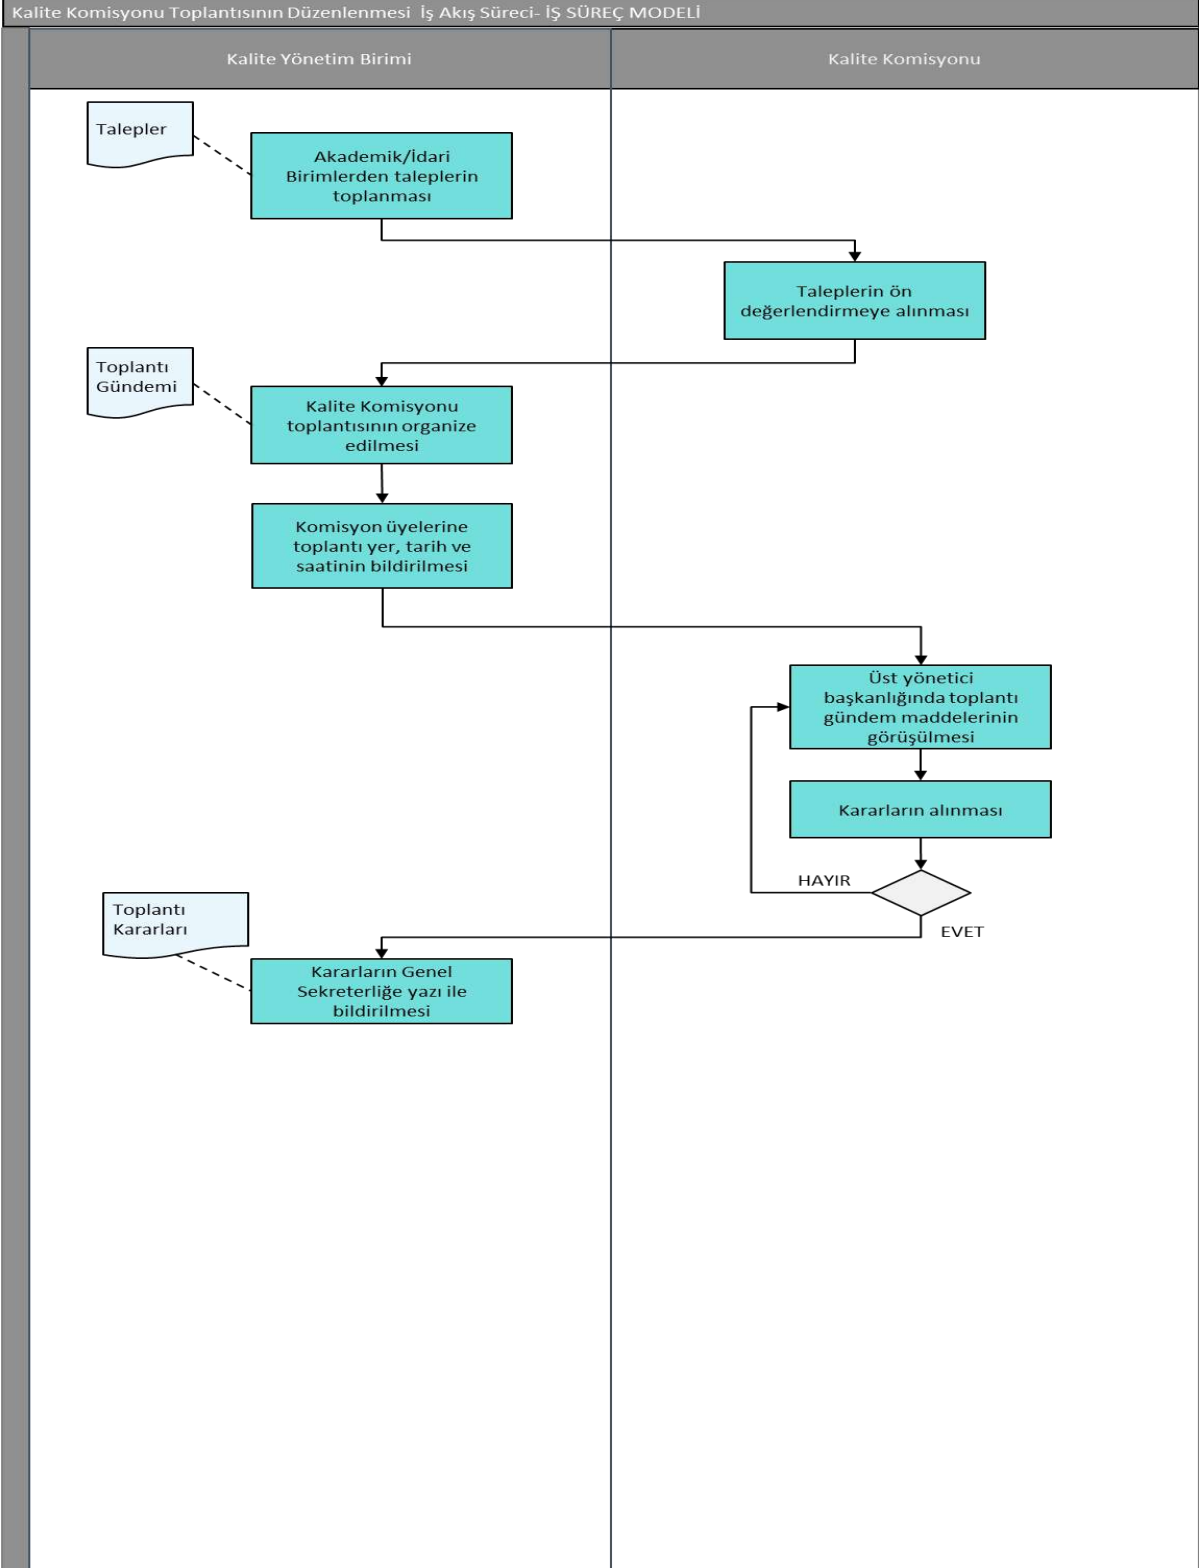 Kalite Komisyonu Toplantısının Düzenlenmesi İş Akış Süreci- İŞ SÜREÇ MODELİ
Kalite Yönetim Birimi
Kalite Komisyonu
Talepler
Akademik/İdari
Birimlerden taleplerin
toplanması
Taleplerin ön
değerlendirmeye alınması
Toplantı
Gündemi
Kalite Komisyonu
toplantısının organize
edilmesi
Komisyon üyelerine
toplantı yer, tarih ve
saatinin bildirilmesi
Üst yönetici
başkanlığında toplantı
gündem maddelerinin
görüşülmesi
Kararların alınması
HAYIR
EVET
Toplantı
Kararları
Kararların Genel
Sekreterliğe yazı ile
bildirilmesi